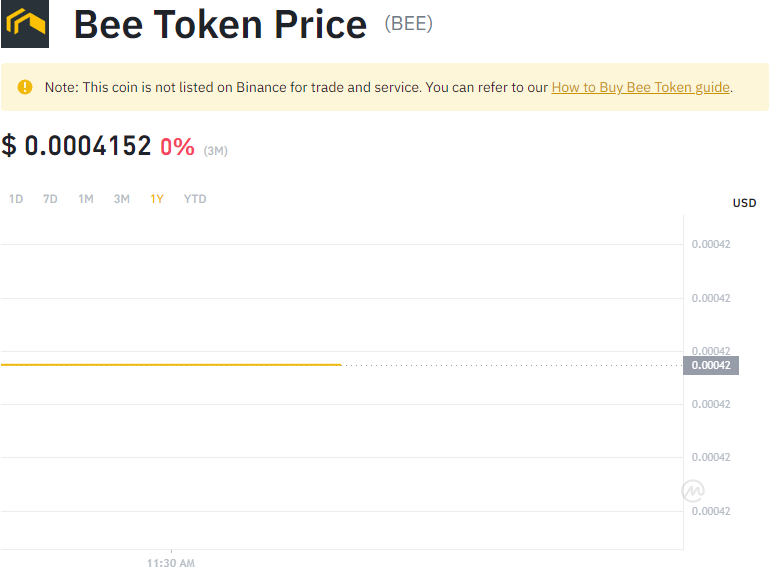 Bee Token Price (BEE)
Note: This coin is not listed on Binance for trade and service. You can refer to our How to Buy Bee Token guide.
$ 0.0004152 0% (3M)
1D 7D 1M 3M 1Y YTD
USD
0.00042
0.00042
0.00042
0.00042
0.00042
0.00042
0.00042
11:30 AM